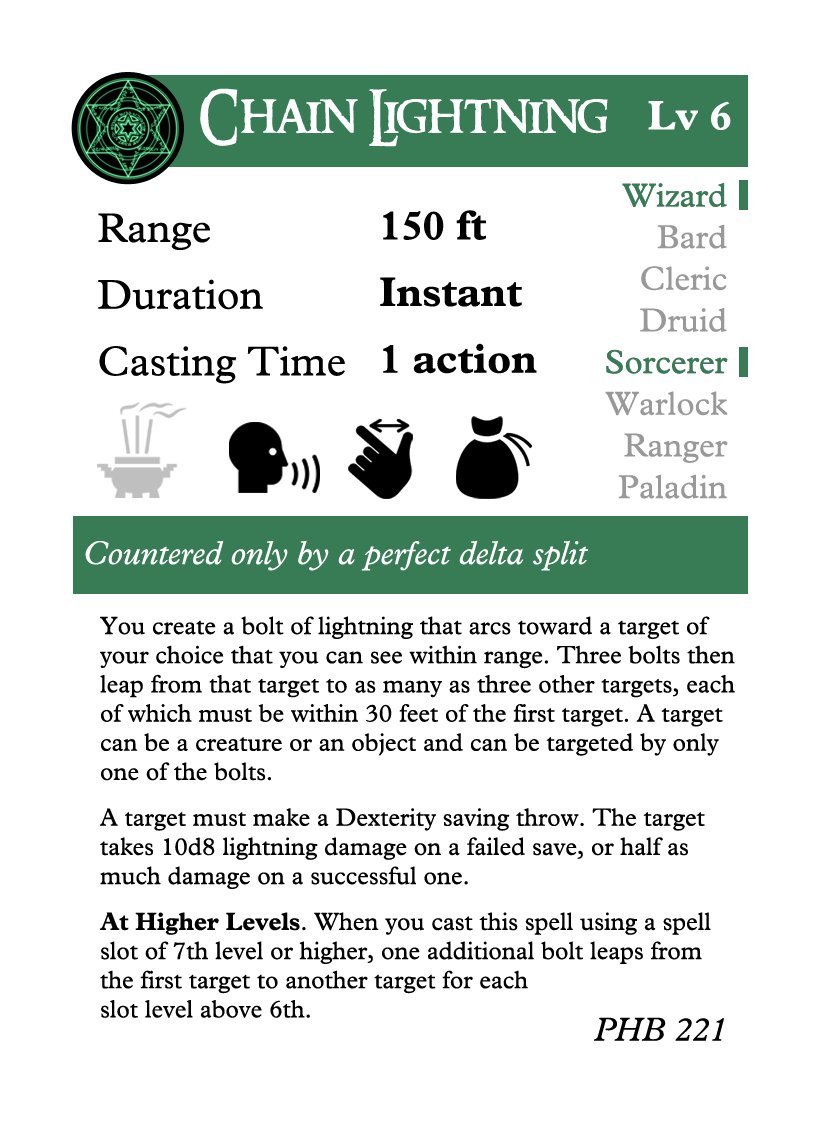 CHAIN LIGHTNING Lv 6
Range 150 ft
Duration Instant
Casting Time 1 action
Wizard
Bard
Cleric
Druid
Sorcerer
Warlock
Ranger
Paladin
Countered only by a perfect delta split
You create a bolt of lightning that arcs toward a target of
your choice that you can see within range. Three bolts then
leap from that target to as many as three other targets, each
of which must be within 30 feet of the first target. A target
can be a creature or an object and can be targeted by only
one of the bolts.
A target must make a Dexterity saving throw. The target
takes 10d8 lightning damage on a failed save, or half as
much damage on a successful one.
At Higher Levels. When you cast this spell using a spell
slot of 7th level or higher, one additional bolt leaps from
the first target to another target for each
slot level above 6th.
PHB 221